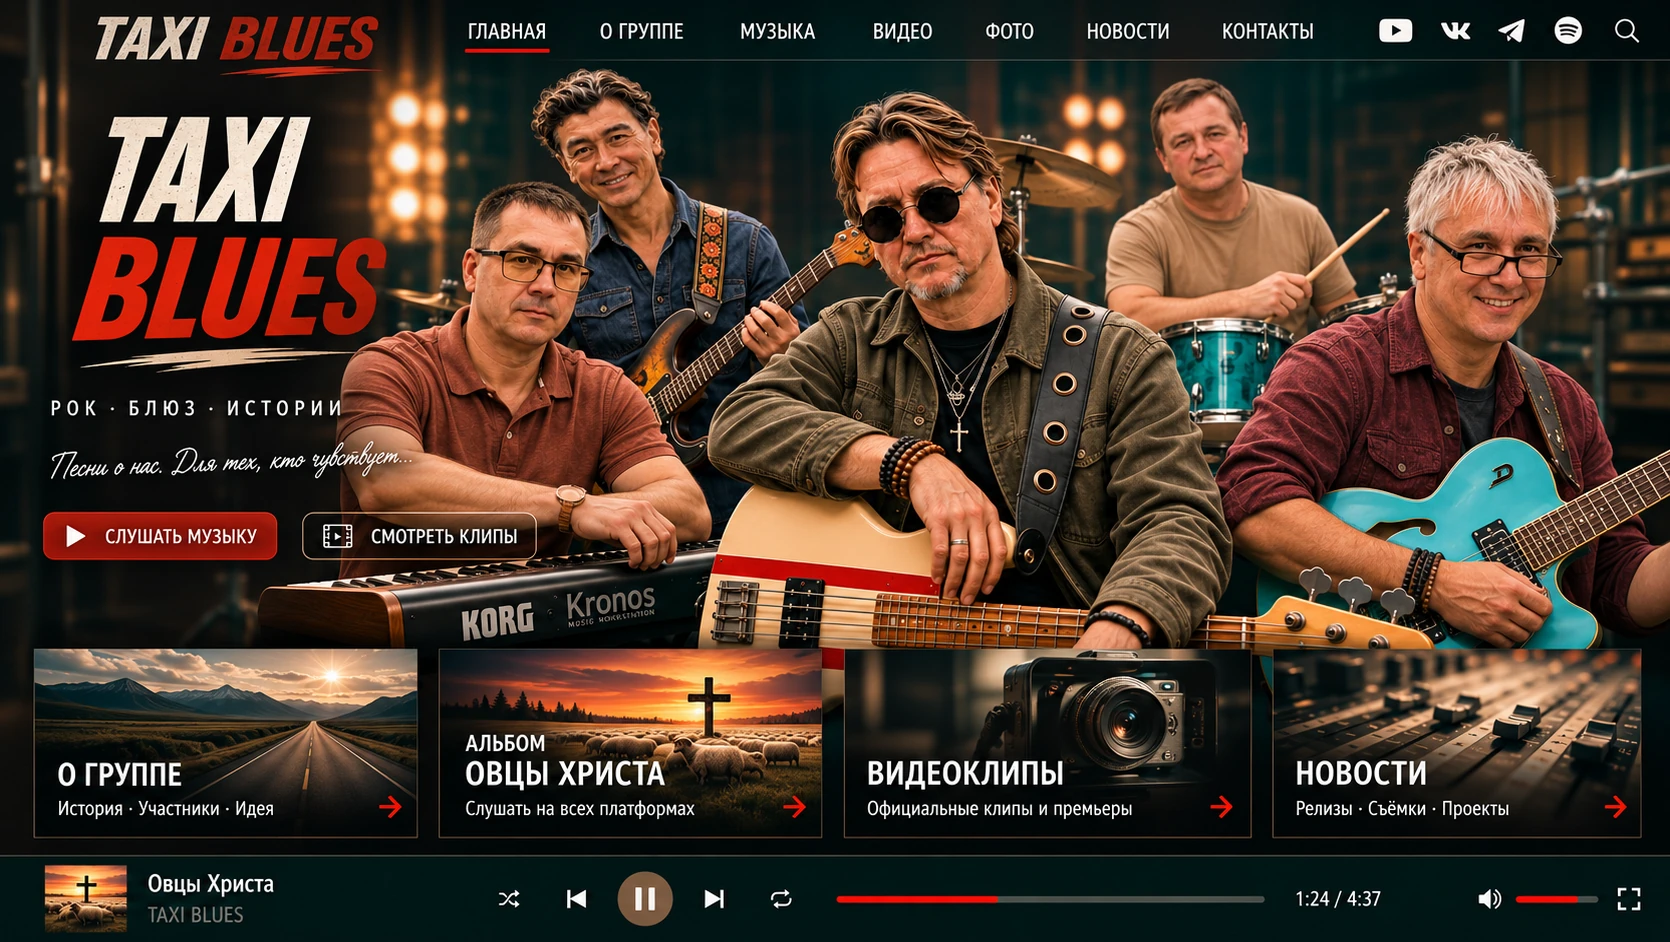 TAXI BLUES
ГЛАВНАЯ
О ГРУППЕ
МУЗЫКА
ВИДЕО
ФОТО
НОВОСТИ
КОНТАКТЫ
TAXI
BLUES
РОК · БЛЮЗ · ИСТОРИИ
Песни о нас. Для тех, кто чувствует...
СЛУШАТЬ МУЗЫКУ
СМОТРЕТЬ КЛИПЫ
KORG
Kronos
MUSIC WORKSTATION
О ГРУППЕ
История · Участники · Идея
АЛЬБОМ
ОВЦЫ ХРИСТА
Слушать на всех платформах
ВИДЕОКЛИПЫ
Официальные клипы и премьеры
НОВОСТИ
Релизы · Съёмки · Проекты
Овцы Христа
TAXI BLUES
1:24 / 4:37